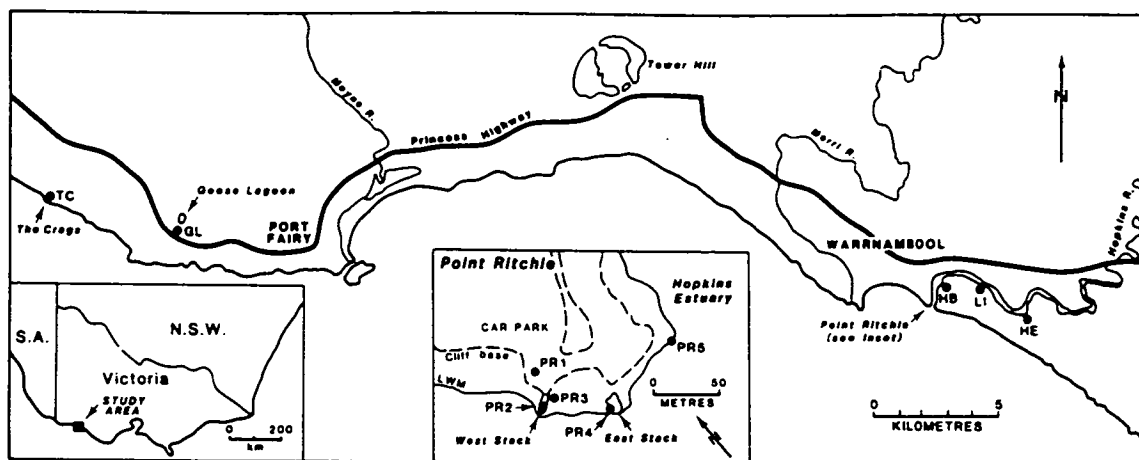 Tower Hill
Moyne R.
Princess Highway
N
Merri R.
Goose Lagoon
TC
The Crags
GL
PORT
FAIRY
WARRNAMBOOL
Hopkins R.
HB
L1
HE
Point Ritchie
(see Inset)
0 5
KILOMETRES
S.A.
N.S.W.
Victoria
STUDY
AREA
0 200
km
Point Ritchie
Hopkins
Estuary
CAR PARK
Cliff base
PR1
PR5
LWM
PR3
PR2
PR4
0 50
METRES
West Stack
East Stack
N